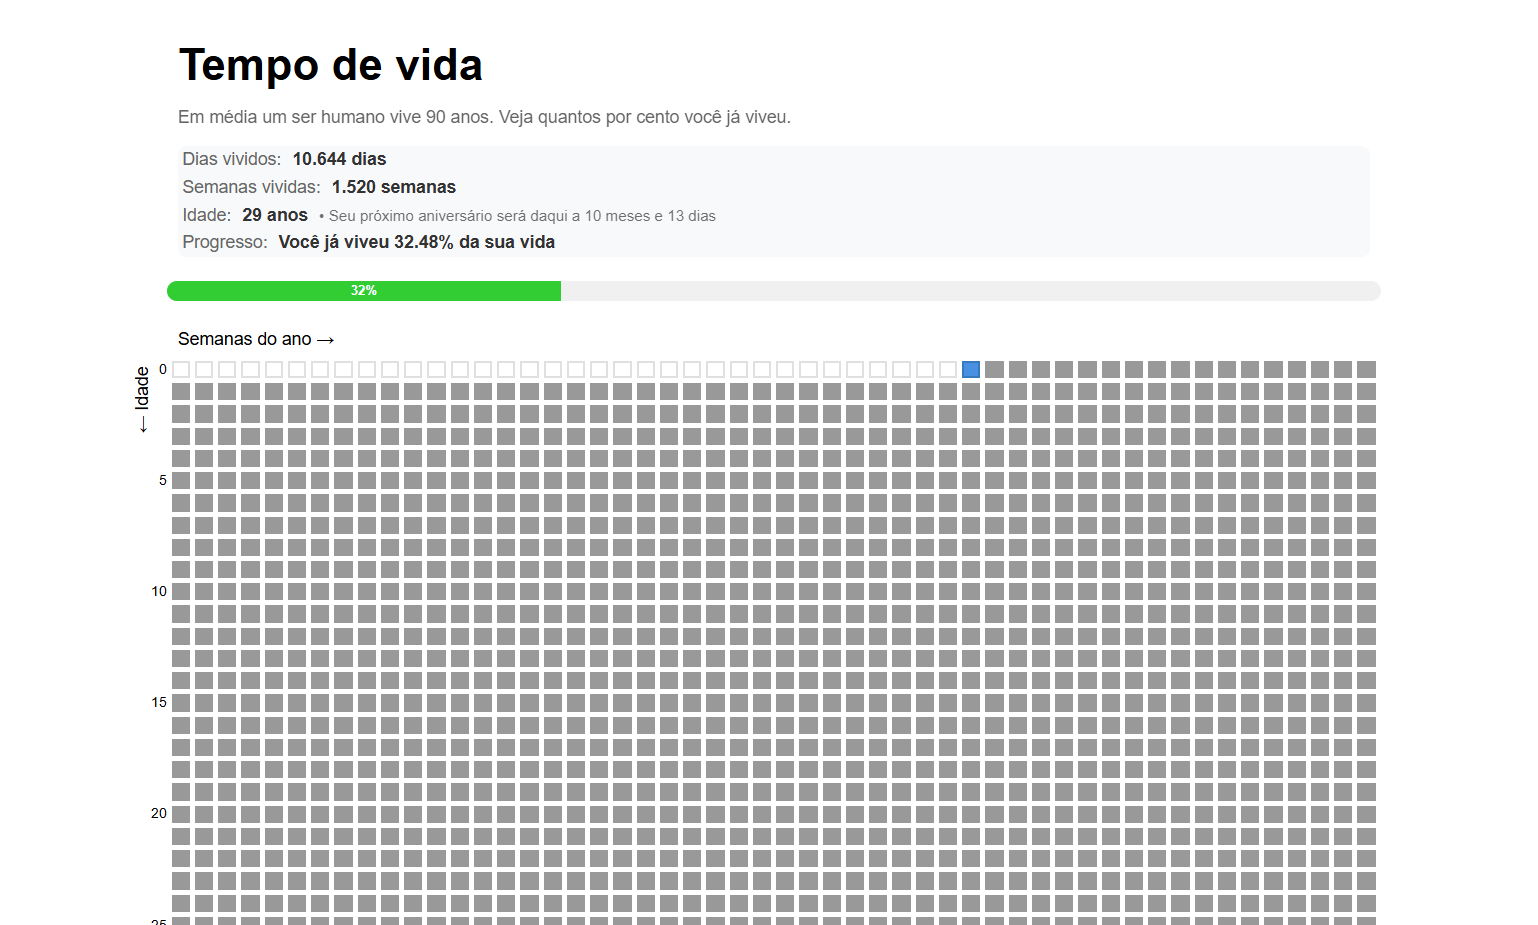 Tempo de vida
Em média um ser humano vive 90 anos. Veja quantos por cento você já viveu.
Dias vividos: 10.644 dias
Semanas vividas: 1.520 semanas
Idade: 29 anos • Seu próximo aniversário será daqui a 10 meses e 13 dias
Progresso: Você já viveu 32.48% da sua vida
32%
Semanas do ano →
← Idade
0
5
10
15
20
25